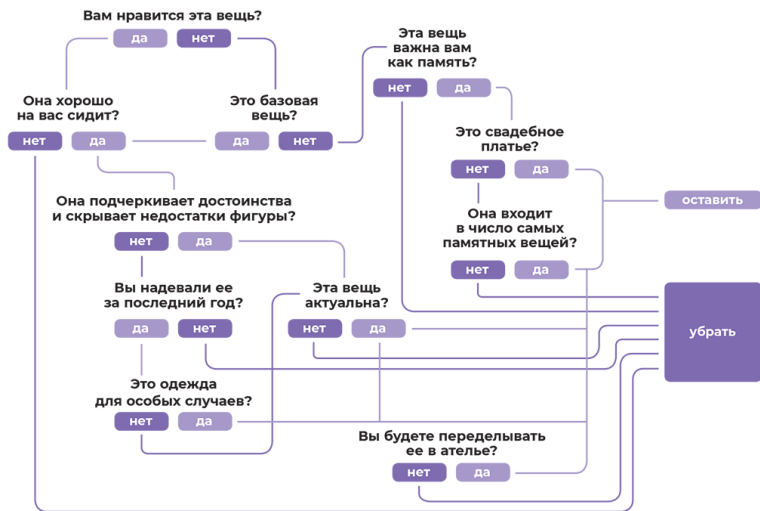 Вам нравится эта вещь?
да
нет
Эта вещь
важна вам
как память?
нет
да
Она хорошо
на вас сидит?
нет
да
Это базовая
вещь?
да
нет
Это свадебное
платье?
нет
да
Она подчеркивает достоинства
и скрывает недостатки фигуры?
нет
да
Она входит
в число самых
памятных вещей?
нет
да
оставить
Вы надевали ее
за последний год?
да
нет
Эта вещь
актуальна?
нет
да
убрать
Это одежда
для особых случаев?
нет
да
Вы будете переделывать
ее в ателье?
нет
да